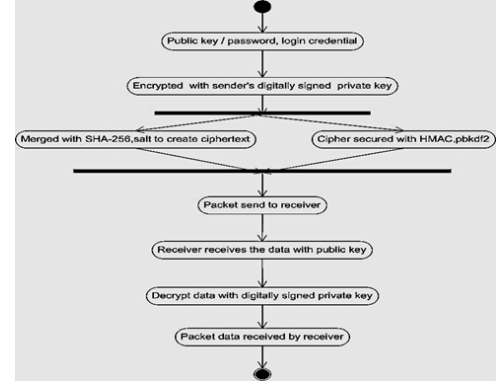 Public key / password, login credential
Encrypted with sender's digitally signed private key
Merged with SHA-256,salt to create ciphertext
Cipher secured with HMAC,pbkdf2
Packet send to receiver
Receiver receives the data with public key
Decrypt data with digitally signed private key
Packet data received by receiver